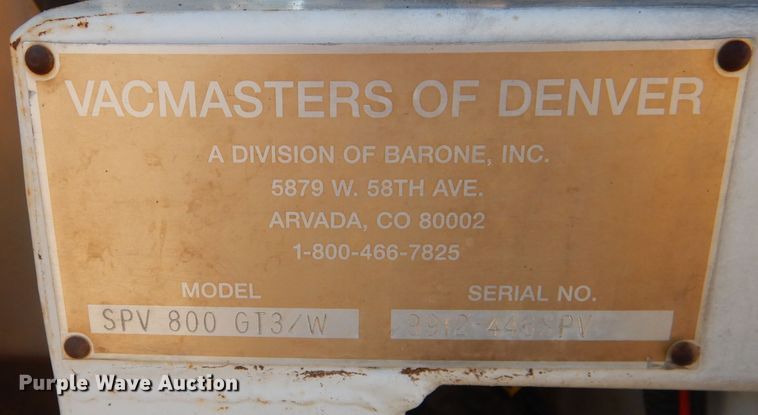 VACMASTERS OF DENVER
A DIVISION OF BARONE, INC.
5879 W. 58TH AVE.
ARVADA, CO 80002
1-800-466-7825
MODEL SERIAL NO.
SPV 800 GT3/W
Purple Wave Auction